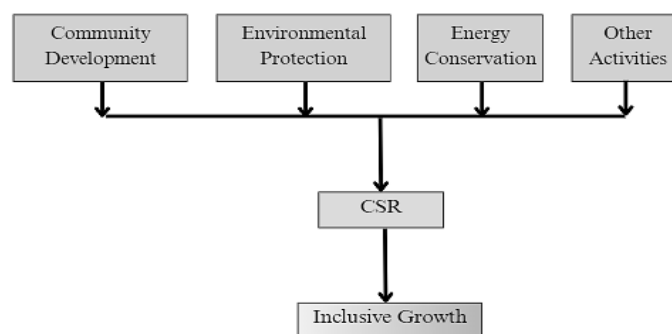 Community
Development
Environmental
Protection
Energy
Conservation
Other
Activities
CSR
Inclusive Growth